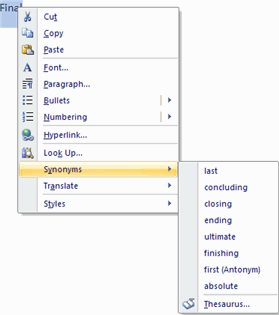 Final
Cut
Copy
Paste
Font...
Paragraph...
Bullets
Numbering
Hyperlink...
Look Up...
Synonyms
Translate
Styles
last
concluding
closing
ending
ultimate
finishing
first (Antonym)
absolute
Thesaurus...